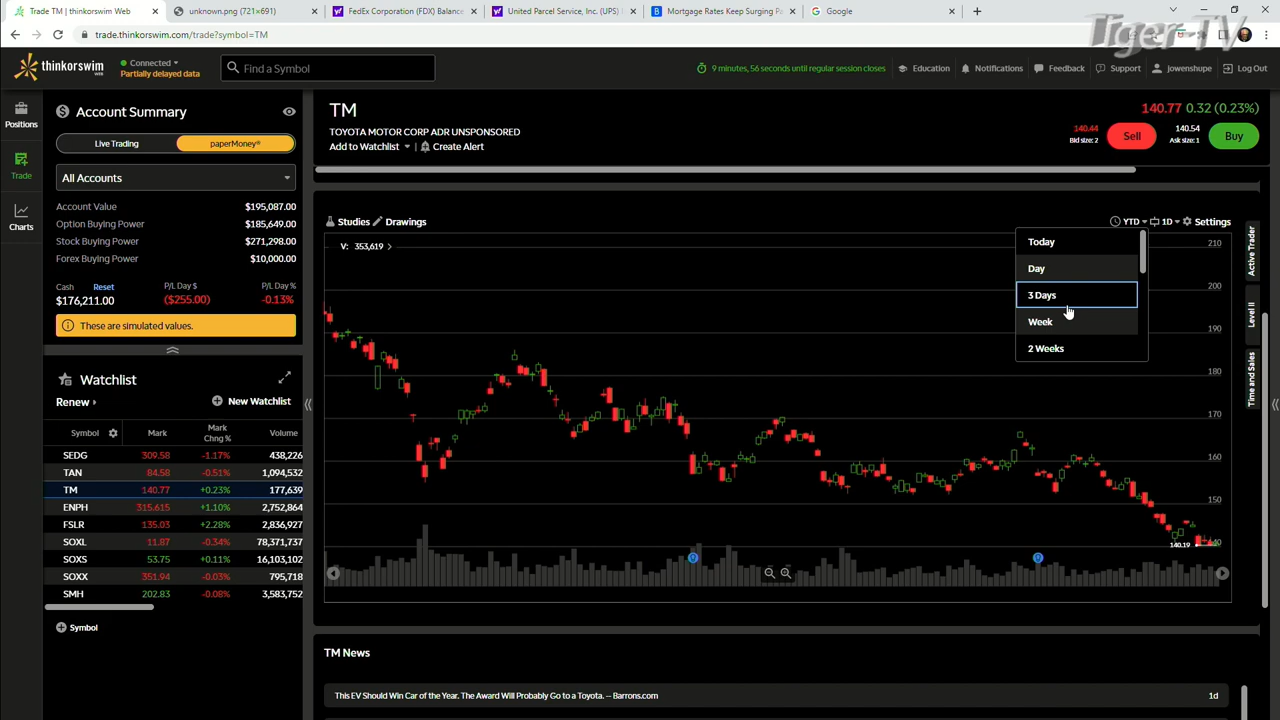 Trade TM | thinkorswim Web
unknown.png (721×691)
FedEx Corporation (FDX) Balance
United Parcel Service, Inc. (UPS)
Mortgage Rates Keep Surging Pa
Google
trade.thinkorswim.com/trade?symbol=TM
Tiger TV
thinkorswim
WEB
Connected
Partially delayed data
Find a Symbol
9 minutes, 56 seconds until regular session closes
Education
Notifications
Feedback
Support
jowenshupe
Log Out
Positions
Trade
Charts
Account Summary
Live Trading
paperMoney®
All Accounts
Account Value $195,087.00
Option Buying Power $185,649.00
Stock Buying Power $271,298.00
Forex Buying Power $10,000.00
Cash Reset P/L Day $ P/L Day %
$176,211.00 ($255.00) -0.13%
These are simulated values.
Watchlist
Renew
New Watchlist
Symbol Mark Mark Chng % Volume
SEDG 309.58 -1.17% 438,226
TAN 84.58 -0.51% 1,094,532
TM 140.77 +0.23% 177,639
ENPH 315.615 +1.10% 2,752,864
FSLR 135.03 +2.28% 2,836,927
SOXL 11.87 -0.34% 78,371,737
SOXS 53.75 +0.11% 16,103,102
SOXX 351.94 -0.03% 795,718
SMH 202.83 -0.08% 3,583,752
Symbol
TM
TOYOTA MOTOR CORP ADR UNSPONSORED
Add to Watchlist | Create Alert
140.77 0.32 (0.23%)
140.44
Bid size: 2
Sell
140.54
Ask size: 1
Buy
Studies
Drawings
YTD
1D
Settings
V: 353,619
Today
Day
3 Days
Week
2 Weeks
210
200
190
180
170
160
150
140.19
Active Trader
Level II
Time and Sales
TM News
This EV Should Win Car of the Year. The Award Will Probably Go to a Toyota. -- Barrons.com
1d